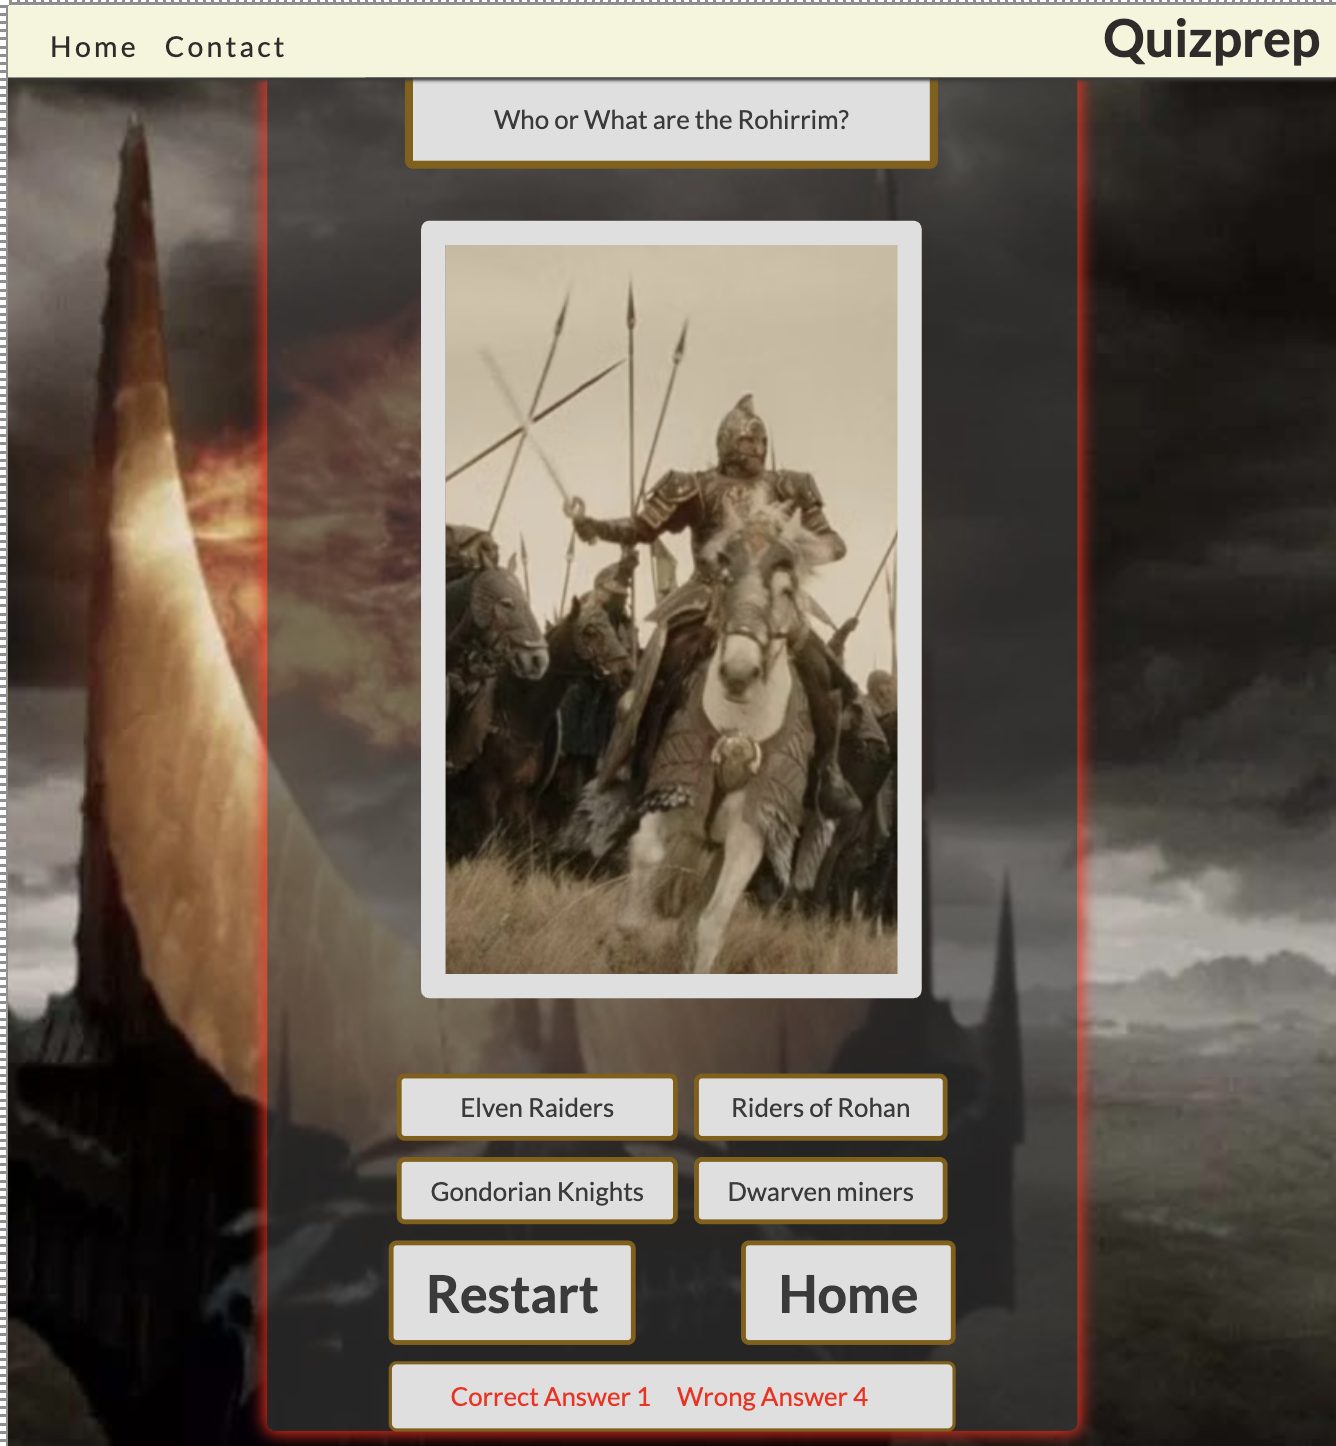 Home Contact Quizprep
Who or What are the Rohirrim?
Elven Raiders Riders of Rohan
Gondorian Knights Dwarven miners
Restart Home
Correct Answer 1 Wrong Answer 4